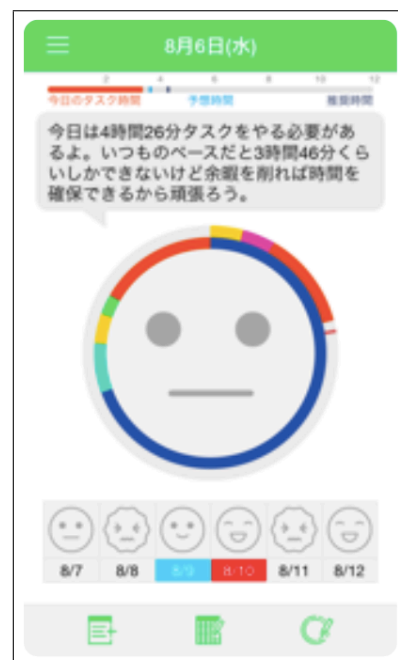 8月6日(水)
2 4 6 8 10 12
今日のタスク時間 予想時間 推奨時間
今日は4時間26分タスクをやる必要があ
るよ。いつものペースだと3時間46分くら
いしかできないけど余暇を削れば時間を
確保できるから頑張ろう。
8/7 8/8 8/9 8/10 8/11 8/12